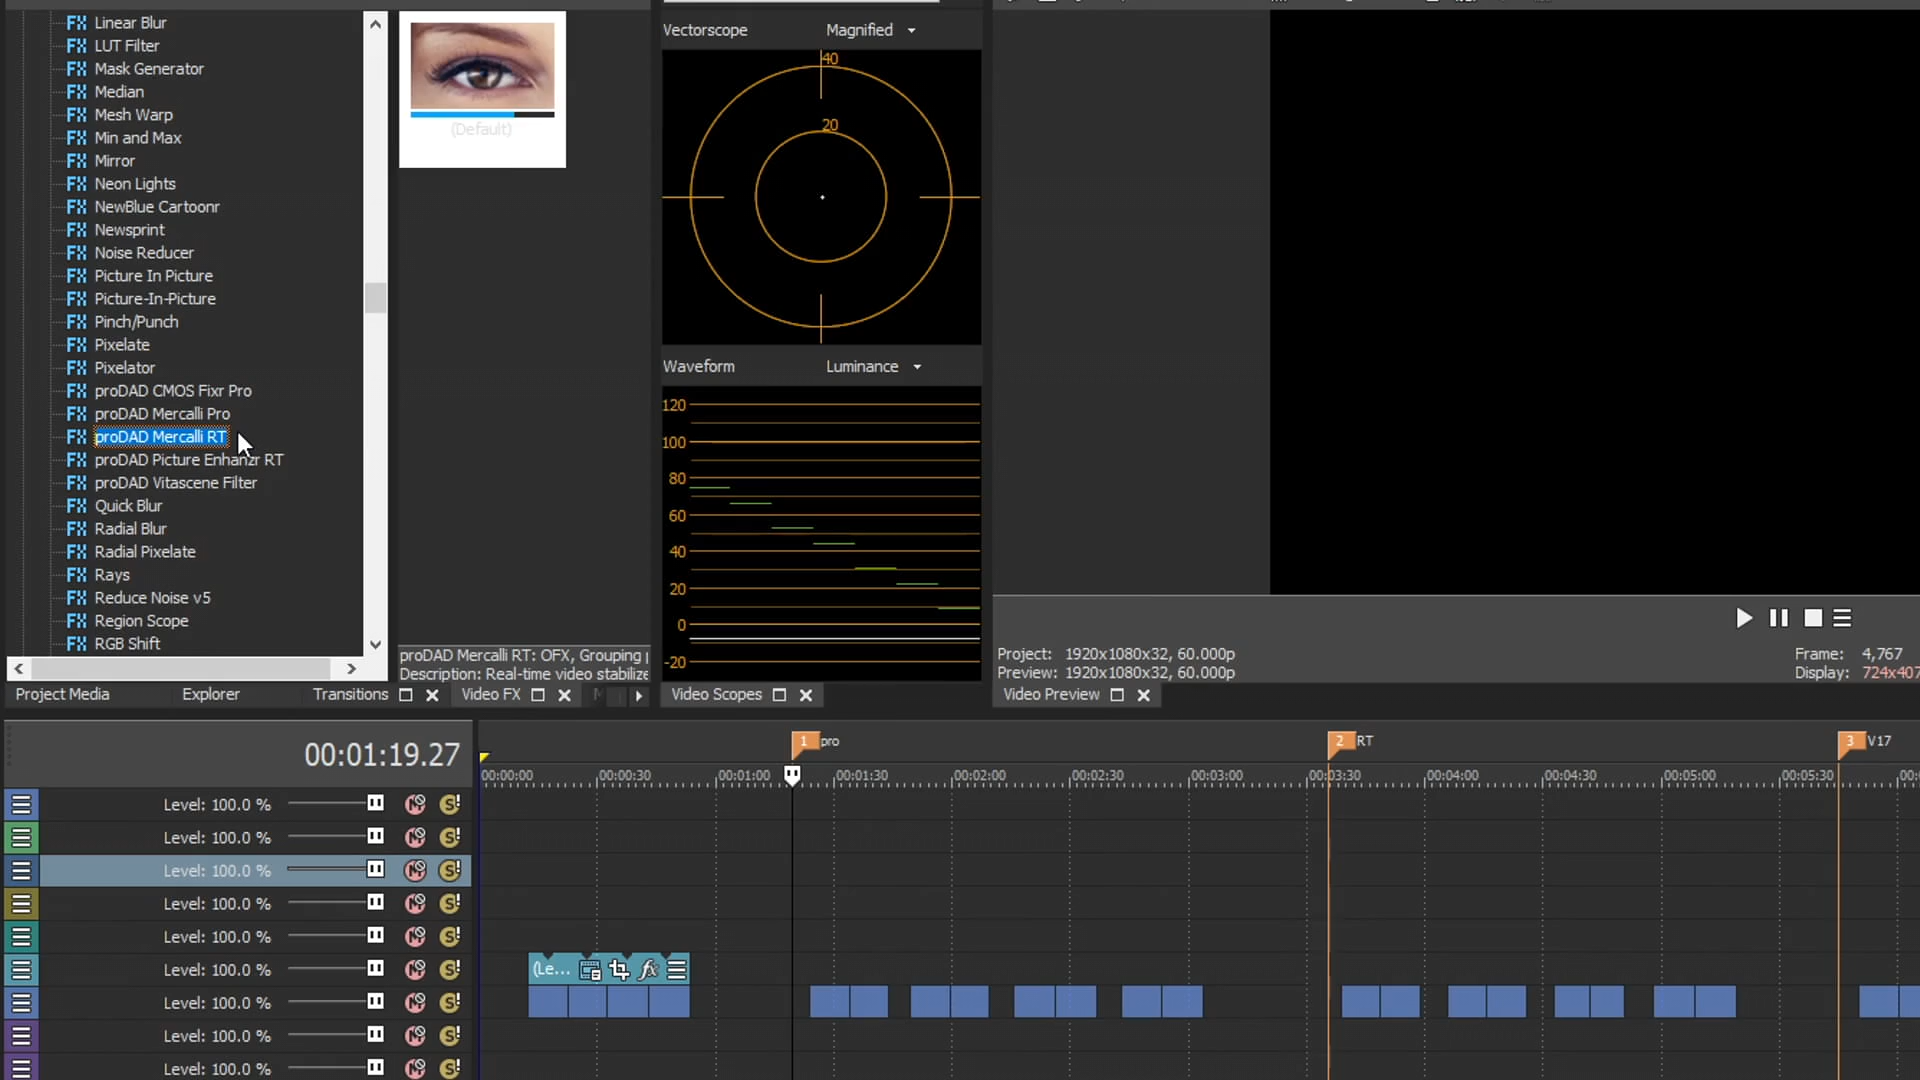 FX Linear Blur
FX LUT Filter
FX Mask Generator
FX Median
FX Mesh Warp
FX Min and Max
FX Mirror
FX Neon Lights
FX NewBlue Cartoonr
FX Newsprint
FX Noise Reducer
FX Picture In Picture
FX Picture-In-Picture
FX Pinch/Punch
FX Pixelate
FX Pixelator
FX proDAD CMOS Fixr Pro
FX proDAD Mercalli Pro
FX proDAD Mercalli RT
FX proDAD Picture Enhanzr RT
FX proDAD Vitascene Filter
FX Quick Blur
FX Radial Blur
FX Radial Pixelate
FX Rays
FX Reduce Noise v5
FX Region Scope
FX RGB Shift
(Default)
proDAD Mercalli RT: OFX, Grouping
Description: Real-time video stabilize
Project Media Explorer Transitions Video FX
Vectorscope Magnified
40
20
Waveform Luminance
120
100
80
60
40
20
0
-20
Video Scopes
Project: 1920x1080x32, 60.000p
Preview: 1920x1080x32, 60.000p
Frame: 4,767
Display: 724x407
Video Preview
00:01:19.27
1 pro 2 RT 3 V17
00:00:00 00:00:30 00:01:00 00:01:30 00:02:00 00:02:30 00:03:00 00:03:30 00:04:00 00:04:30 00:05:00 00:05:30 00:
Level: 100.0 % M S!
Level: 100.0 % M S!
Level: 100.0 % M S!
Level: 100.0 % M S!
Level: 100.0 % M S!
Level: 100.0 % M S!
(Le... fx
Level: 100.0 % M S!
Level: 100.0 % M S!
Level: 100.0 % M S!